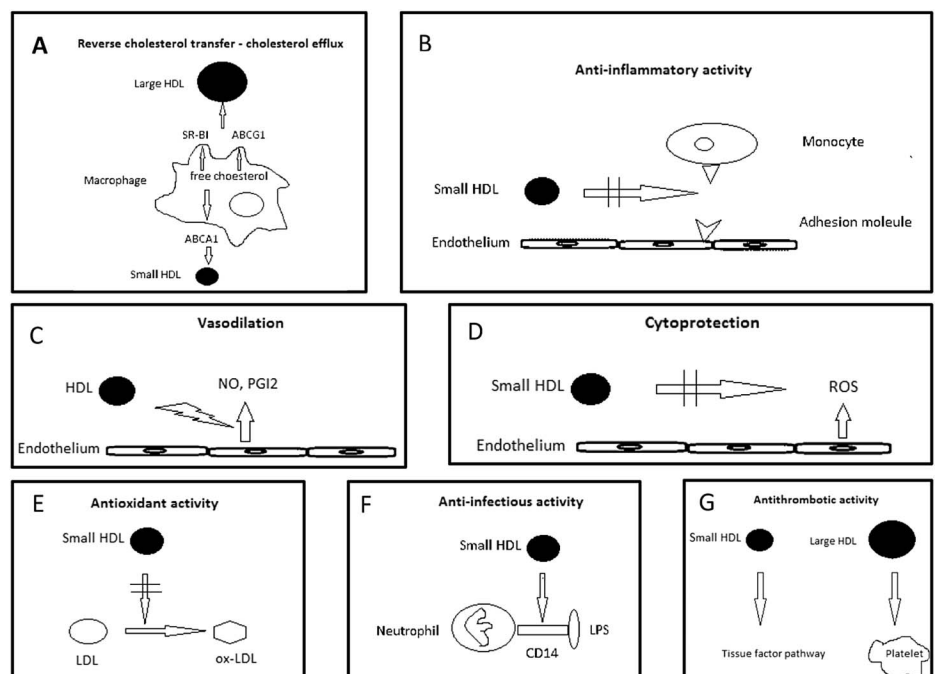 A
Reverse cholesterol transfer - cholesterol efflux
Large HDL
SR-BI
ABCG1
Macrophage
free choesterol
ABCA1
Small HDL
B
Anti-inflammatory activity
Monocyte
Small HDL
Adhesion moleule
Endothelium
C
Vasodilation
HDL
NO, PGI2
Endothelium
D
Cytoprotection
Small HDL
ROS
Endothelium
E
Antioxidant activity
Small HDL
LDL
ox-LDL
F
Anti-infectious activity
Small HDL
Neutrophil
CD14
LPS
G
Antithrombotic activity
Small HDL
Large HDL
Tissue factor pathway
Platelet